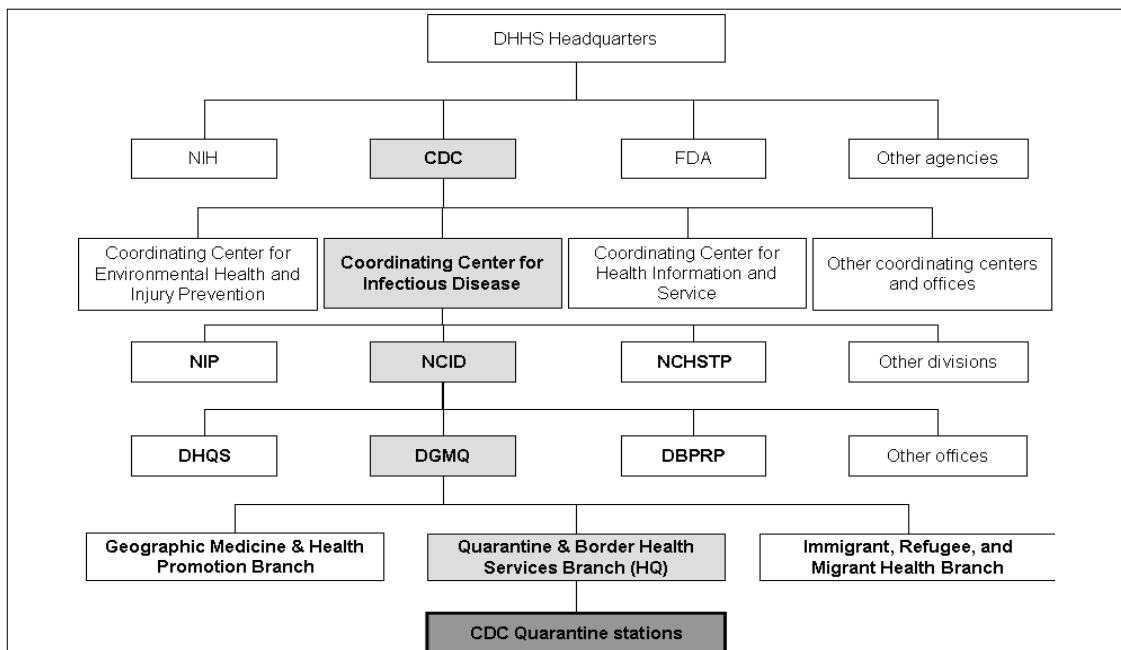 DHHS Headquarters
NIH
CDC
FDA
Other agencies
Coordinating Center for
Environmental Health and
Injury Prevention
Coordinating Center for
Infectious Disease
Coordinating Center for
Health Information and
Service
Other coordinating centers
and offices
NIP
NCID
NCHSTP
Other divisions
DHQS
DGMQ
DBPRP
Other offices
Geographic Medicine & Health
Promotion Branch
Quarantine & Border Health
Services Branch (HQ)
Immigrant, Refugee, and
Migrant Health Branch
CDC Quarantine stations